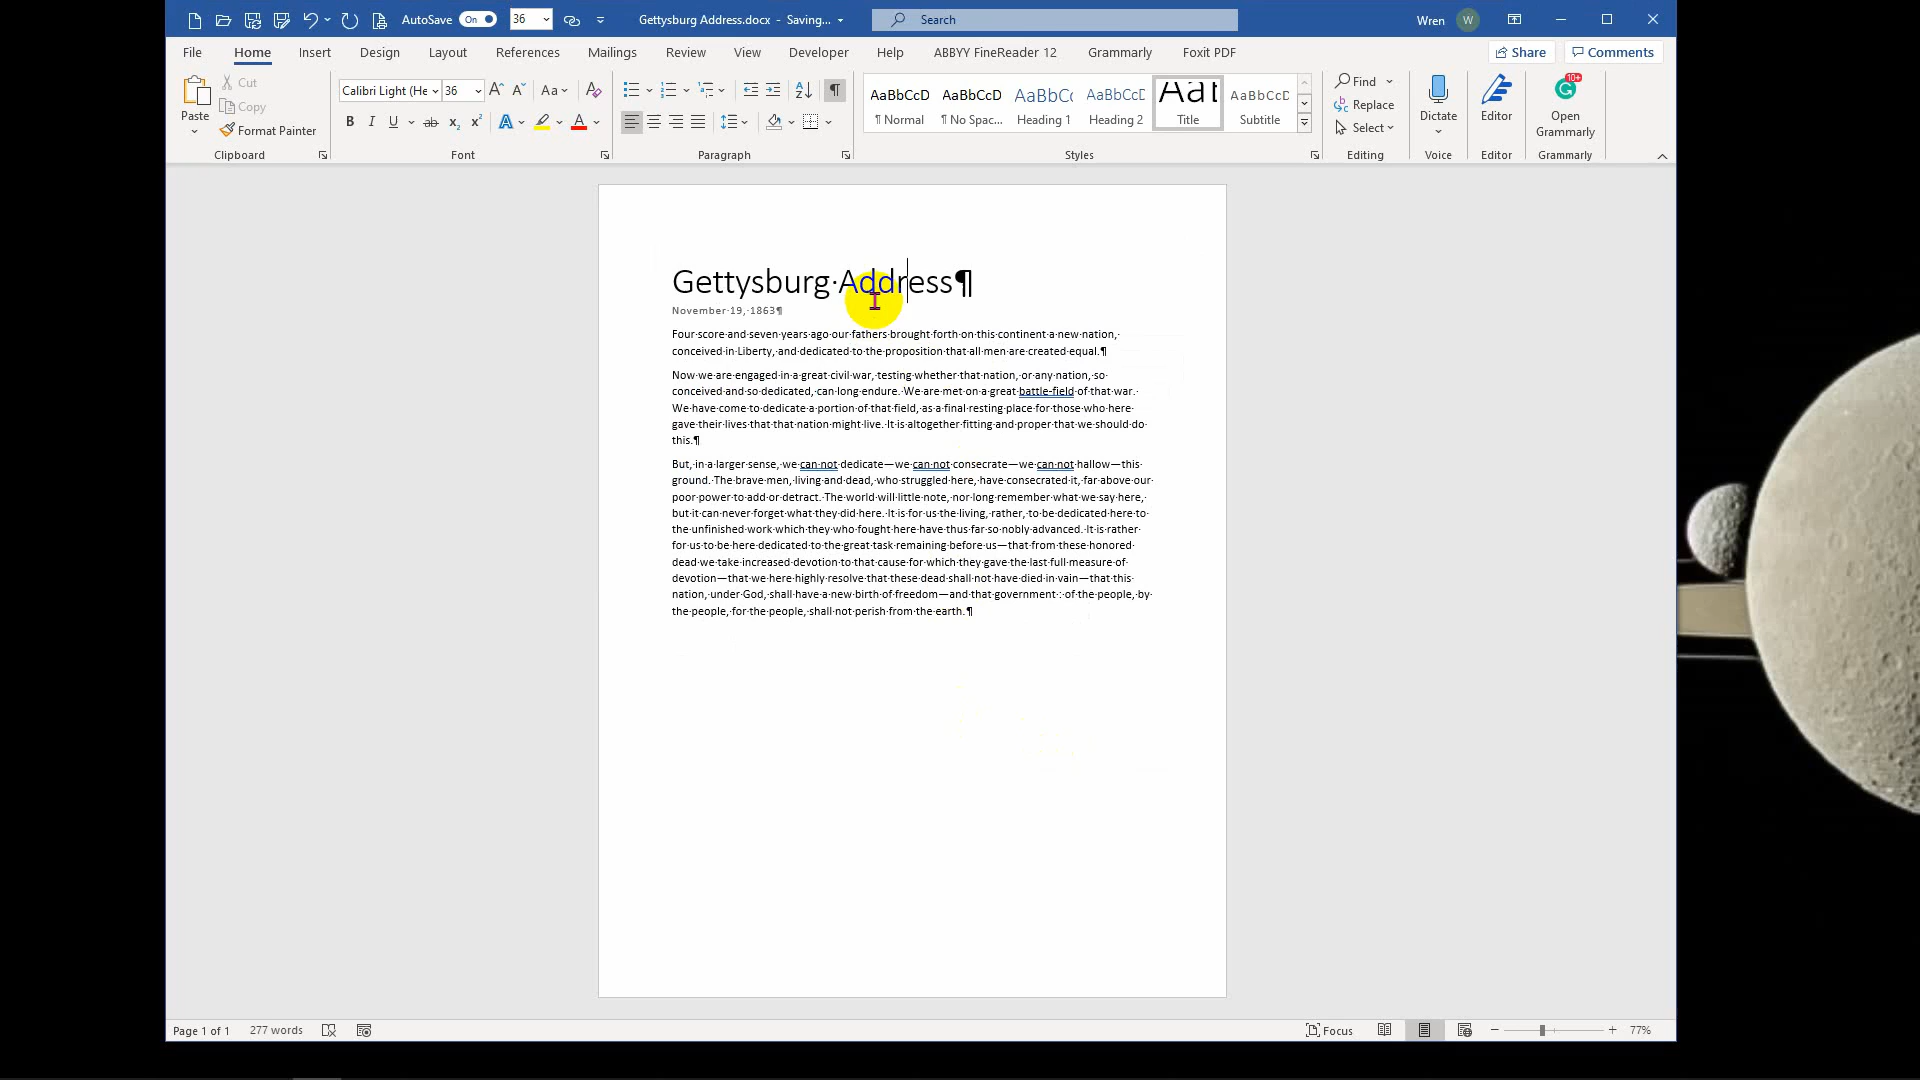 AutoSave On 36 Gettysburg Address.docx - Saving... Search Wren W
File Home Insert Design Layout References Mailings Review View Developer Help ABBYY FineReader 12 Grammarly Foxit PDF Share Comments
Paste Cut Copy Format Painter Clipboard
Calibri Light (He 36 Aa B I U ab x₂ x² A A Font
Paragraph
AaBbCcD AaBbCcD AaBbCc AaBbCcD Aat AaBbCcD
¶ Normal ¶ No Spac... Heading 1 Heading 2 Title Subtitle
Styles
Find Replace Select Editing
Dictate Voice
Editor Editor
10+ G Open Grammarly Grammarly
Gettysburg·Address¶
November·19,·1863¶
Four·score·and·seven·years·ago·our·fathers·brought·forth·on·this·continent·a·new·nation,·
conceived·in·Liberty,·and·dedicated·to·the·proposition·that·all·men·are·created·equal.¶
Now·we·are·engaged·in·a·great·civil·war,·testing·whether·that·nation,·or·any·nation,·so·
conceived·and·so·dedicated,·can·long·endure.·We·are·met·on·a·great·battle-field·of·that·war.·
We·have·come·to·dedicate·a·portion·of·that·field,·as·a·final·resting·place·for·those·who·here·
gave·their·lives·that·that·nation·might·live.·It·is·altogether·fitting·and·proper·that·we·should·do·
this.¶
But,·in·a·larger·sense,·we·can·not·dedicate—we·can·not·consecrate—we·can·not·hallow—this·
ground.·The·brave·men,·living·and·dead,·who·struggled·here,·have·consecrated·it,·far·above·our·
poor·power·to·add·or·detract.·The·world·will·little·note,·nor·long·remember·what·we·say·here,·
but·it·can·never·forget·what·they·did·here.·It·is·for·us·the·living,·rather,·to·be·dedicated·here·to·
the·unfinished·work·which·they·who·fought·here·have·thus·far·so·nobly·advanced.·It·is·rather·
for·us·to·be·here·dedicated·to·the·great·task·remaining·before·us—that·from·these·honored·
dead·we·take·increased·devotion·to·that·cause·for·which·they·gave·the·last·full·measure·of·
devotion—that·we·here·highly·resolve·that·these·dead·shall·not·have·died·in·vain—that·this·
nation,·under·God,·shall·have·a·new·birth·of·freedom—and·that·government·:·of·the·people,·by·
the·people,·for·the·people,·shall·not·perish·from·the·earth.¶
Page 1 of 1 277 words Focus 77%